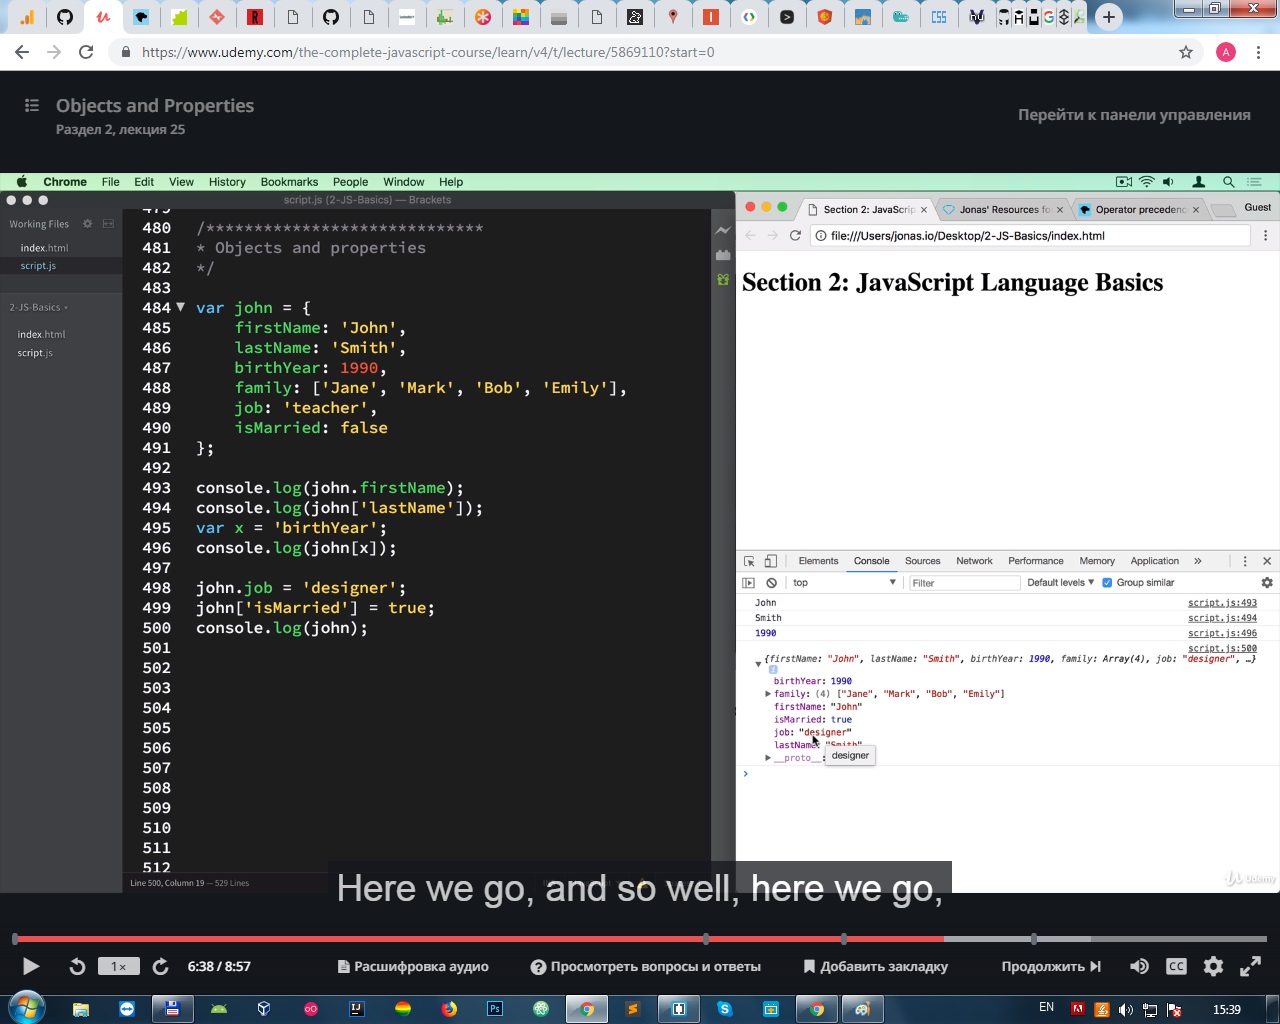 https://www.udemy.com/the-complete-javascript-course/learn/v4/t/lecture/5869110?start=0
A
Objects and Properties
Раздел 2, лекция 25
Перейти к панели управления
Chrome File Edit View History Bookmarks People Window Help
script.js (2-JS-Basics) — Brackets
Working Files
index.html
script.js
2-JS-Basics
index.html
script.js
479
480 /*****************************
481 * Objects and properties
482 */
483
484 var john = {
485 firstName: 'John',
486 lastName: 'Smith',
487 birthYear: 1990,
488 family: ['Jane', 'Mark', 'Bob', 'Emily'],
489 job: 'teacher',
490 isMarried: false
491 };
492
493 console.log(john.firstName);
494 console.log(john['lastName']);
495 var x = 'birthYear';
496 console.log(john[x]);
497
498 john.job = 'designer';
499 john['isMarried'] = true;
500 console.log(john);
501
502
503
504
505
506
507
508
509
510
511
512
Line 500, Column 19 — 529 Lines
Section 2: JavaScrip
Jonas' Resources fo
Operator precedenc
Guest
file:///Users/jonas.io/Desktop/2-JS-Basics/index.html
Section 2: JavaScript Language Basics
Elements Console Sources Network Performance Memory Application »
top Filter Default levels Group similar
John script.js:493
Smith script.js:494
1990 script.js:496
script.js:500
{firstName: "John", lastName: "Smith", birthYear: 1990, family: Array(4), job: "designer", …}
birthYear: 1990
family: (4) ["Jane", "Mark", "Bob", "Emily"]
firstName: "John"
isMarried: true
job: "designer"
lastName: "Smith"
designer
__proto__:
Udemy
Here we go, and so well, here we go,
1x
6:38 / 8:57
Расшифровка аудио
Просмотреть вопросы и ответы
Добавить закладку
Продолжить
CC
EN
15:39